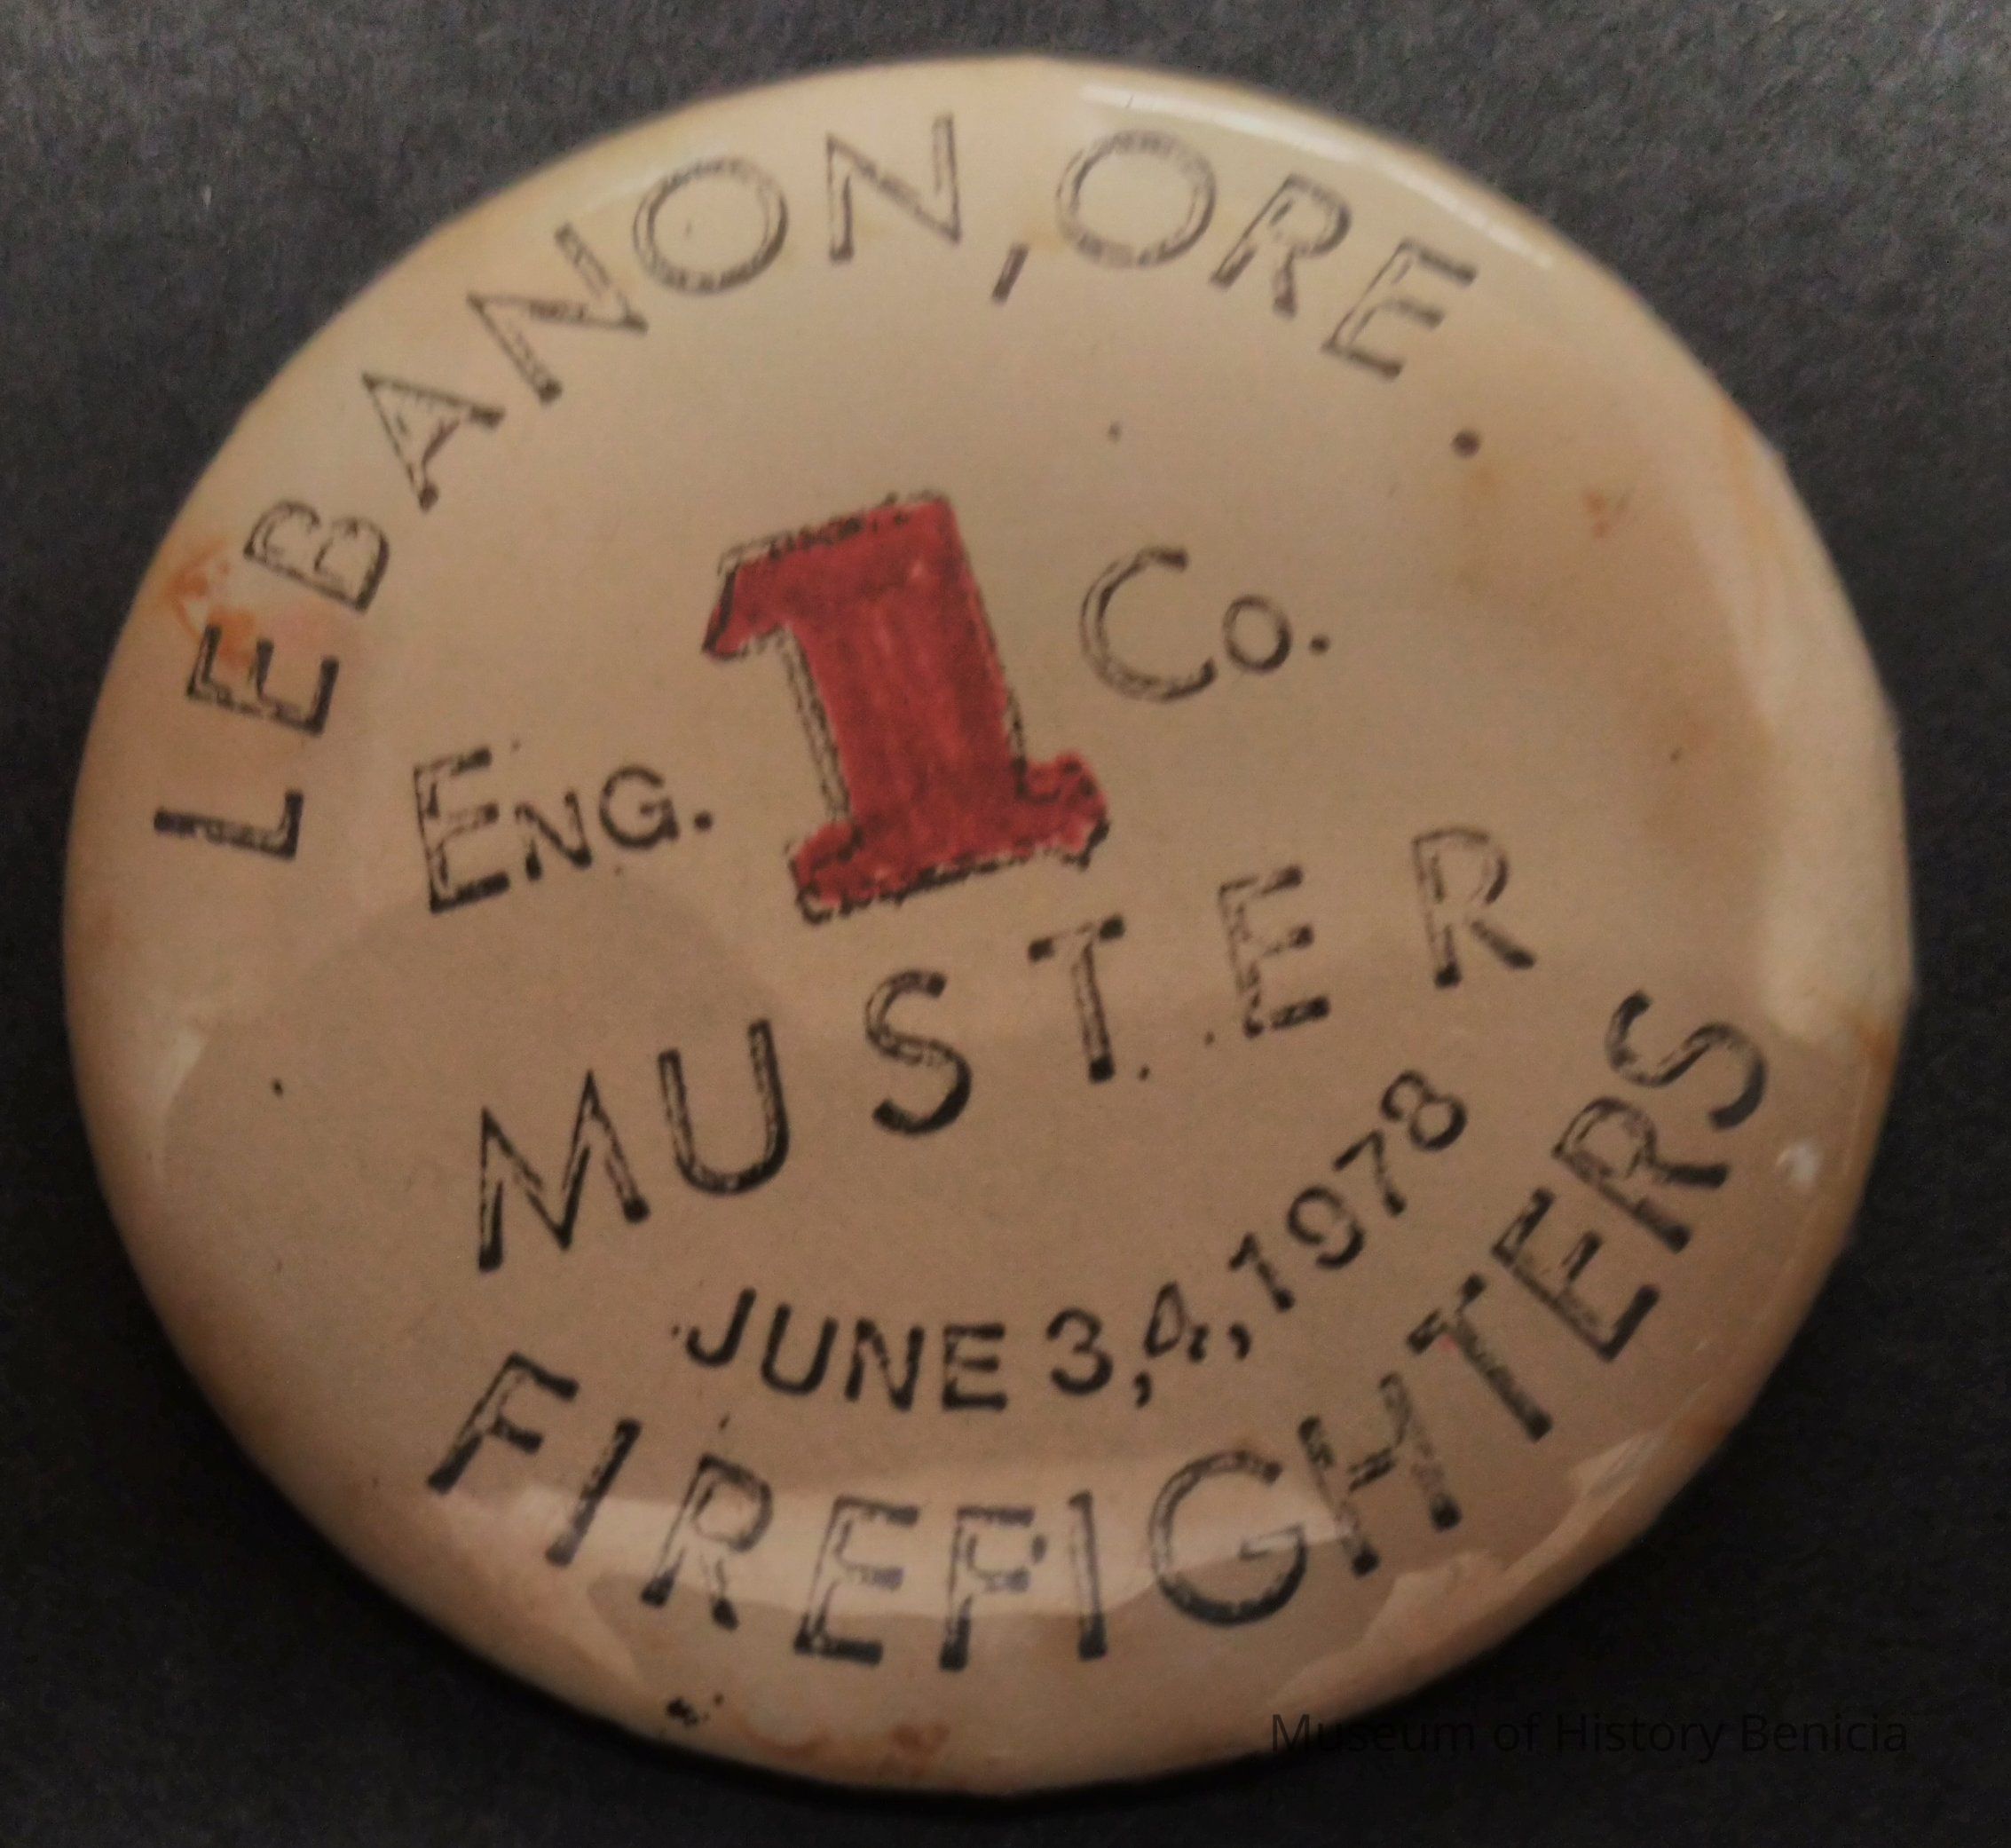 LEBANON, ORE.
ENG. 1 CO.
MUSTER
JUNE 3, 4, 1978
FIREFIGHTERS
Museum of History Benicia